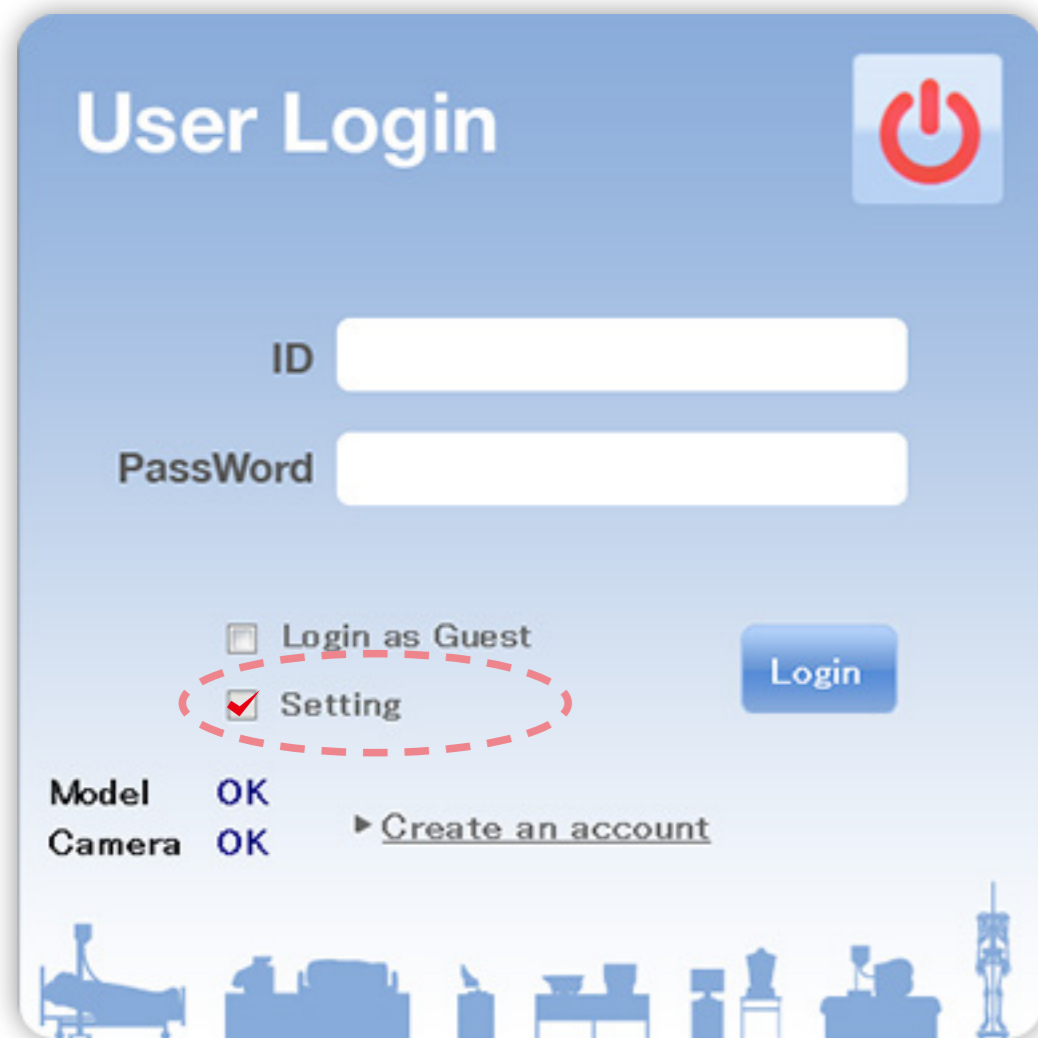 User Login
ID
PassWord
Login as Guest
Setting
Login
Model OK
Camera OK
Create an account